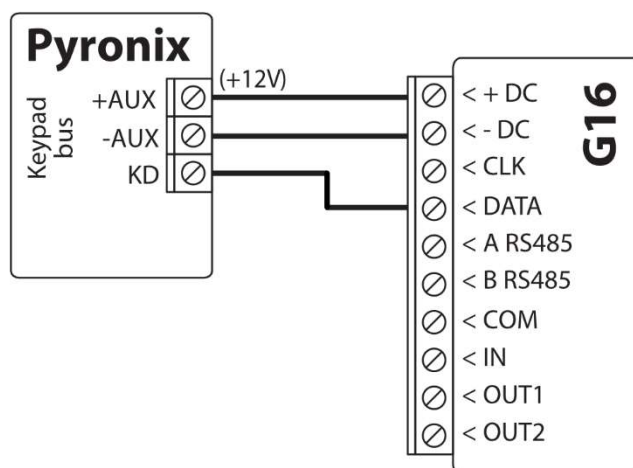 Pyronix
Keypad
bus
+AUX
-AUX
KD
(+12V)
G16
< + DC
< - DC
< CLK
< DATA
< A RS485
< B RS485
< COM
< IN
< OUT1
< OUT2